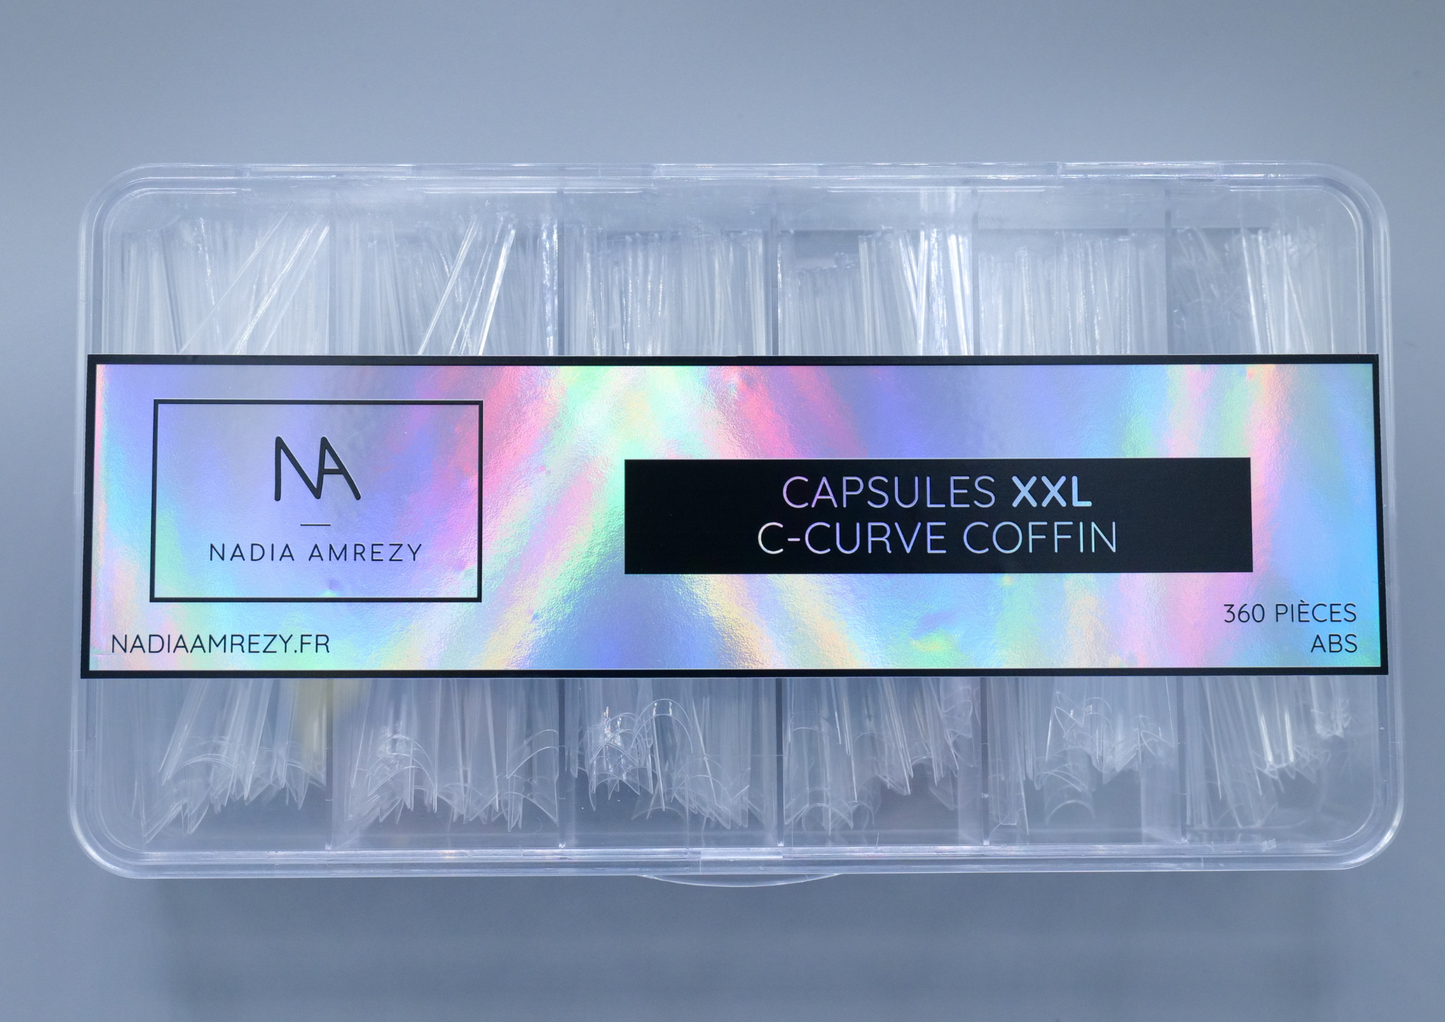 NA
NADIA AMREZY
NADIAAMREZY.FR
CAPSULES XXL
C-CURVE COFFIN
360 PIÈCES
ABS